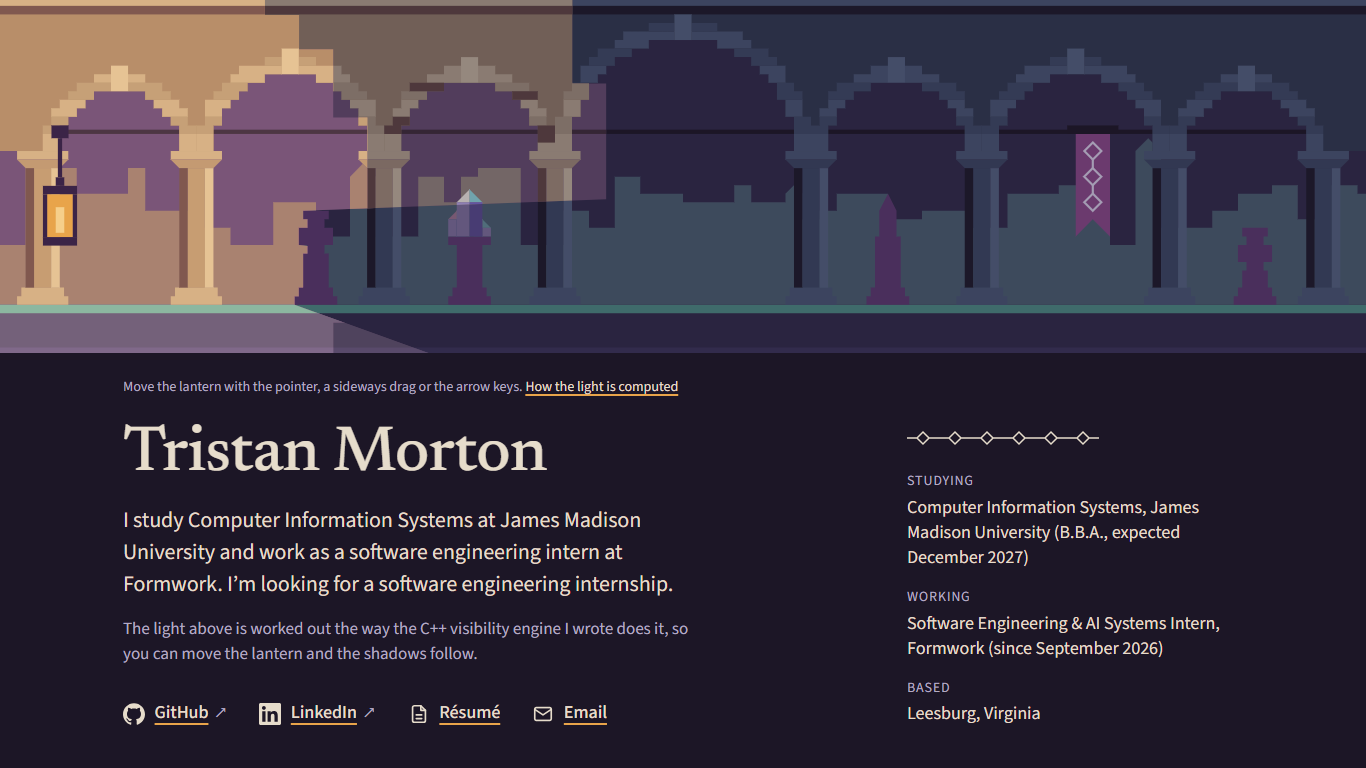 Move the lantern with the pointer, a sideways drag or the arrow keys. How the light is computed
Tristan Morton
I study Computer Information Systems at James Madison
University and work as a software engineering intern at
Formwork. I’m looking for a software engineering internship.
The light above is worked out the way the C++ visibility engine I wrote does it, so
you can move the lantern and the shadows follow.
GitHub ↗ LinkedIn ↗ Résumé Email
STUDYING
Computer Information Systems, James
Madison University (B.B.A., expected
December 2027)
WORKING
Software Engineering & AI Systems Intern,
Formwork (since September 2026)
BASED
Leesburg, Virginia